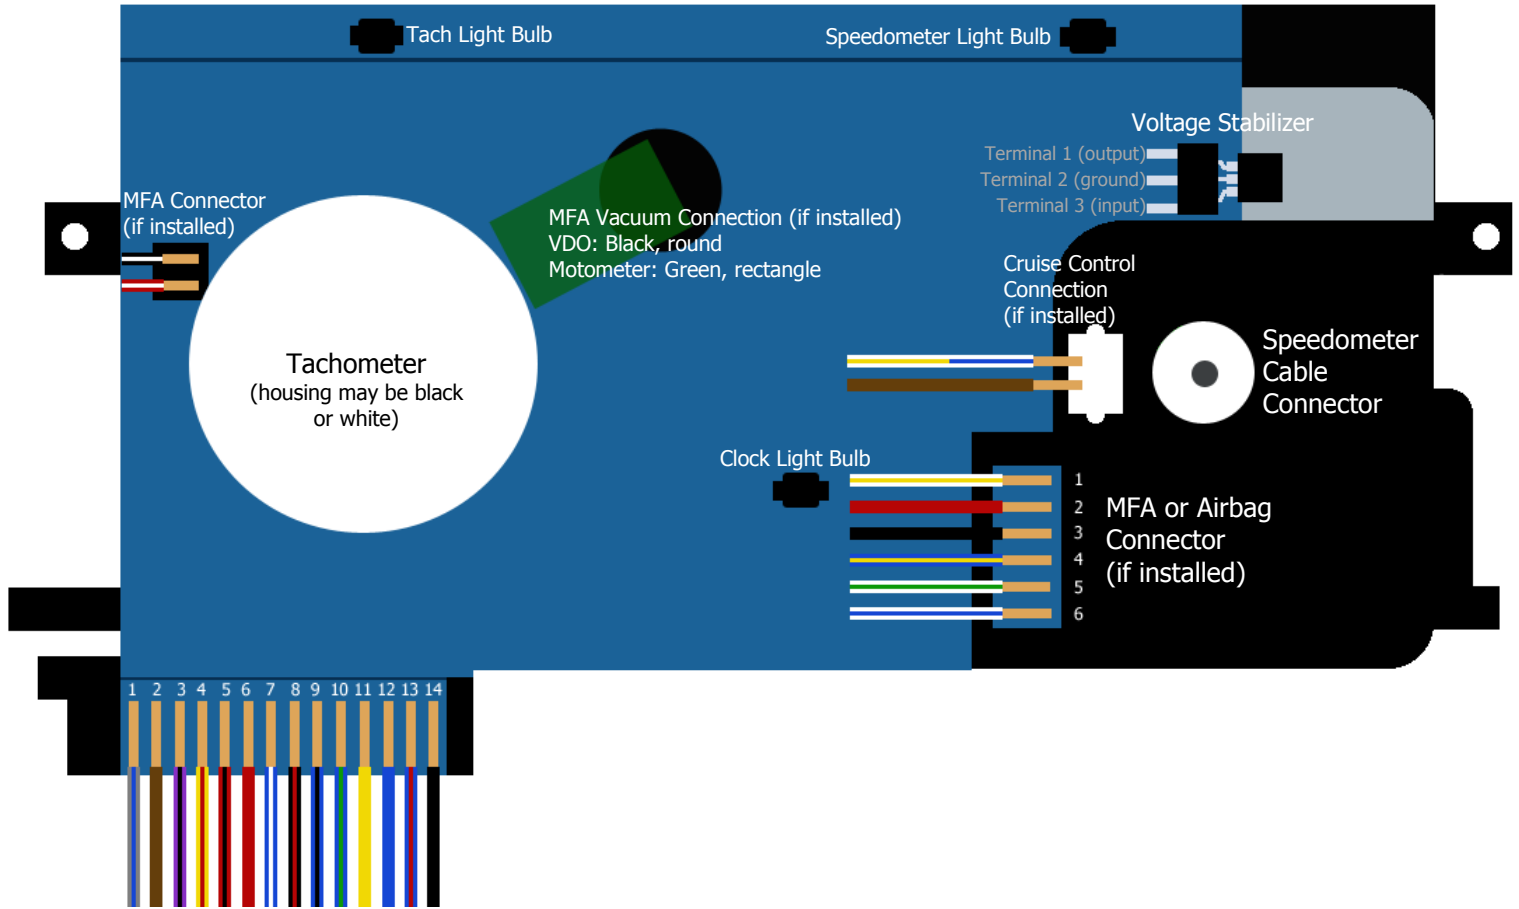 Tach Light Bulb
Speedometer Light Bulb
Voltage Stabilizer
Terminal 1 (output)
Terminal 2 (ground)
Terminal 3 (input)
MFA Connector
(if installed)
MFA Vacuum Connection (if installed)
VDO: Black, round
Motometer: Green, rectangle
Cruise Control
Connection
(if installed)
Tachometer
(housing may be black
or white)
Speedometer
Cable
Connector
Clock Light Bulb
1
2
3
4
5
6
MFA or Airbag
Connector
(if installed)
1 2 3 4 5 6 7 8 9 10 11 12 13 14